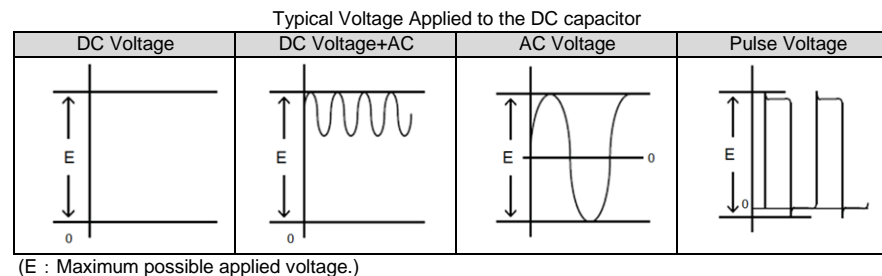 Typical Voltage Applied to the DC capacitor
DC Voltage DC Voltage+AC AC Voltage Pulse Voltage
E E E E
0 0 0 0
(E：Maximum possible applied voltage.)